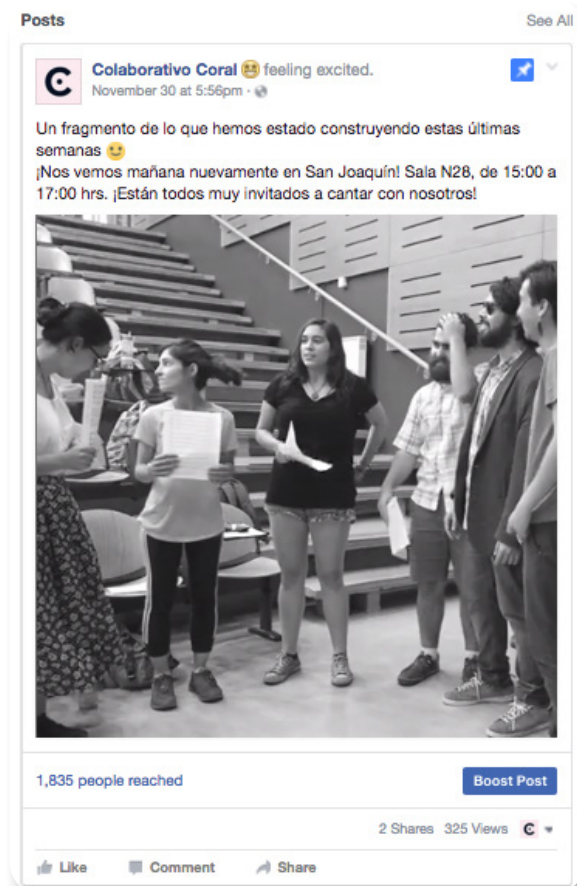 Posts
See All
Colaborativo Coral 😆 feeling excited.
November 30 at 5:56pm ·
Un fragmento de lo que hemos estado construyendo estas últimas
semanas 😉
¡Nos vemos mañana nuevamente en San Joaquín! Sala N28, de 15:00 a
17:00 hrs. ¡Están todos muy invitados a cantar con nosotros!
1,835 people reached
Boost Post
2 Shares 325 Views
Like Comment Share